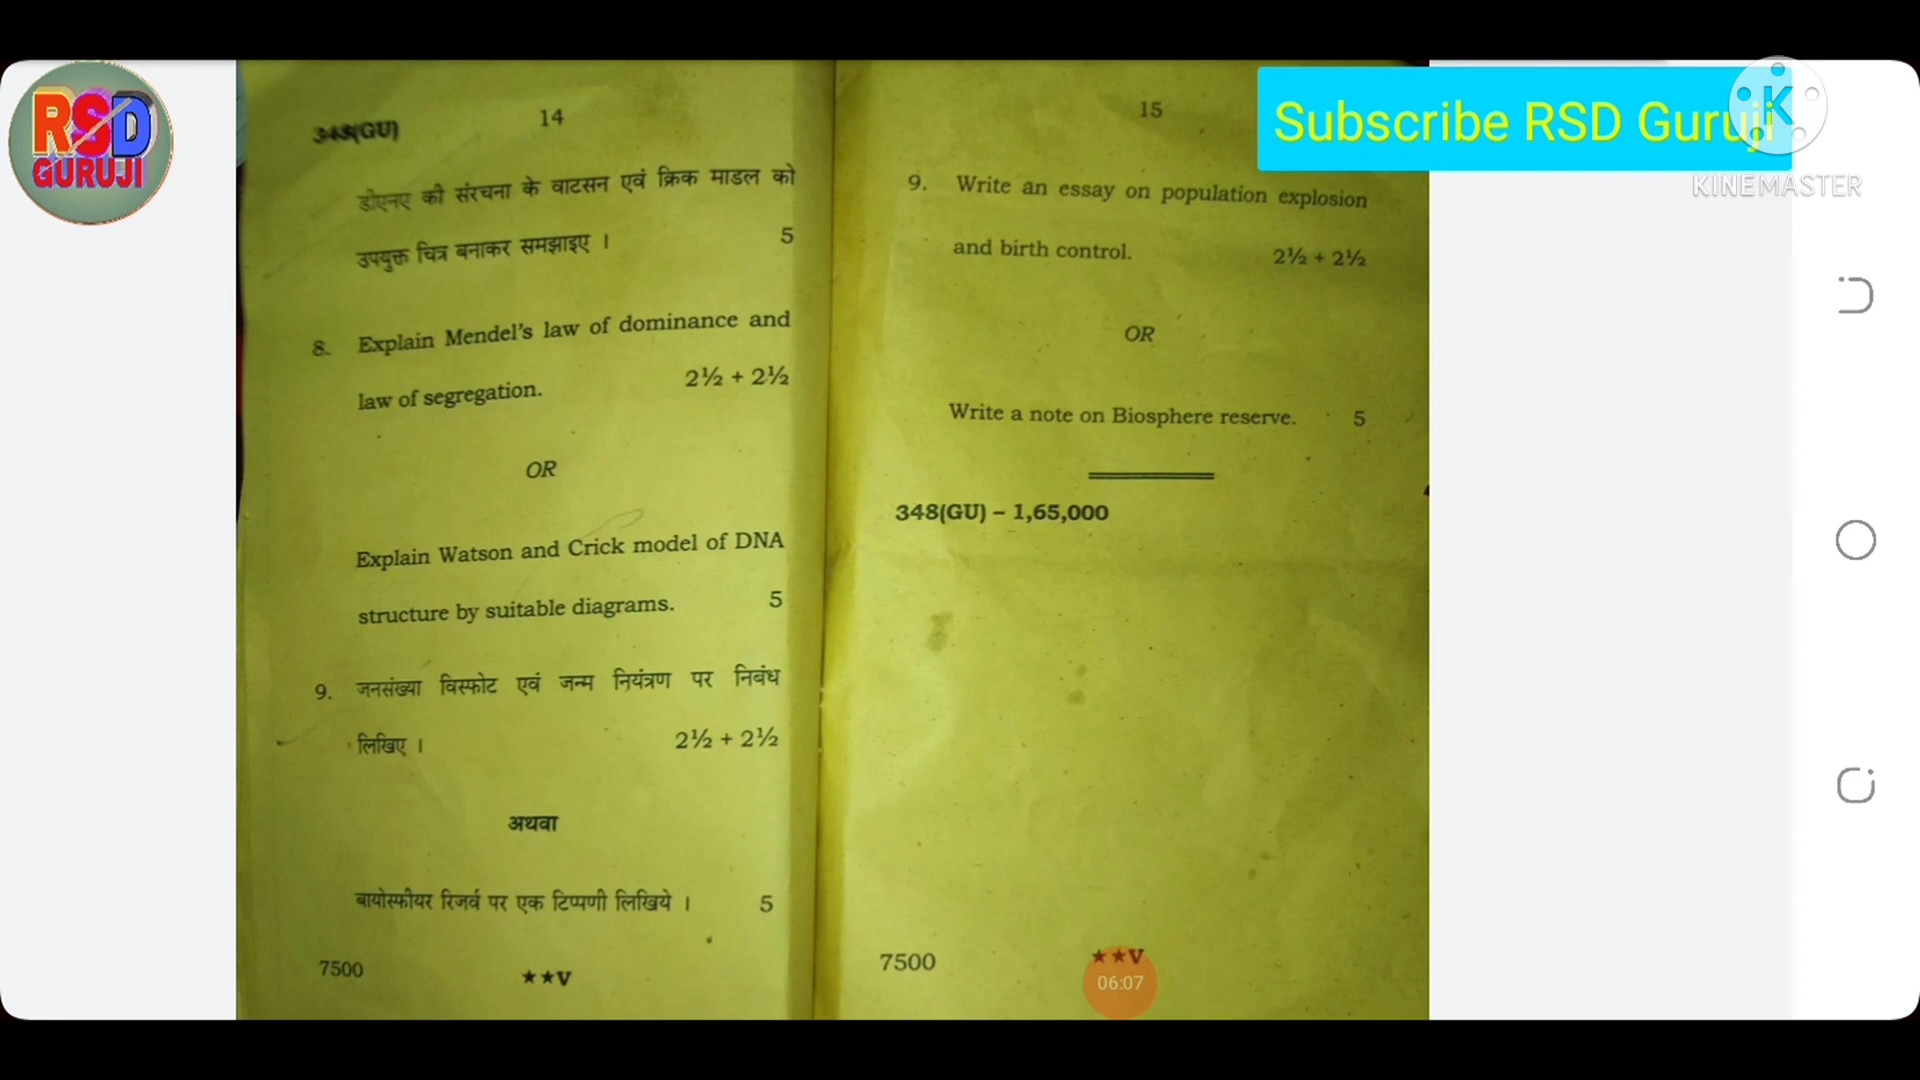 RSD
GURUJI
Subscribe RSD Guruji
K
KINEMASTER
348(GU)
14
डीएनए की संरचना के वाटसन एवं क्रिक माडल को
उपयुक्त चित्र बनाकर समझाइए । 5
8. Explain Mendel's law of dominance and
law of segregation. 2½ + 2½
OR
Explain Watson and Crick model of DNA
structure by suitable diagrams. 5
9. जनसंख्या विस्फोट एवं जन्म नियंत्रण पर निबंध
लिखिए । 2½ + 2½
अथवा
बायोस्फीयर रिजर्व पर एक टिप्पणी लिखिये । 5
7500 ★★V
15
9. Write an essay on population explosion
and birth control. 2½ + 2½
OR
Write a note on Biosphere reserve. 5
348(GU) – 1,65,000
7500 ★★V
06:07